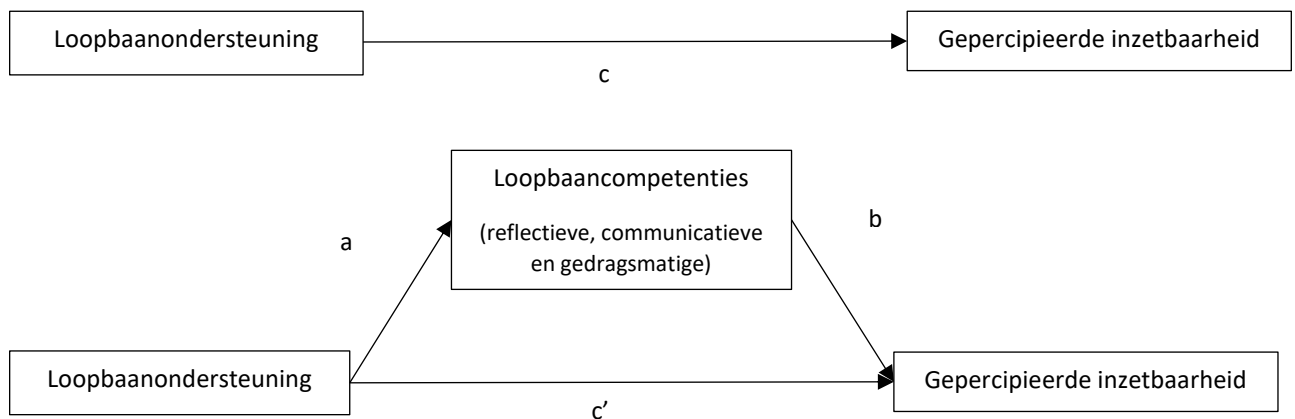 Loopbaanondersteuning
Gepercipieerde inzetbaarheid
c
Loopbaancompetenties
(reflectieve, communicatieve
en gedragsmatige)
a
b
Loopbaanondersteuning
Gepercipieerde inzetbaarheid
c’